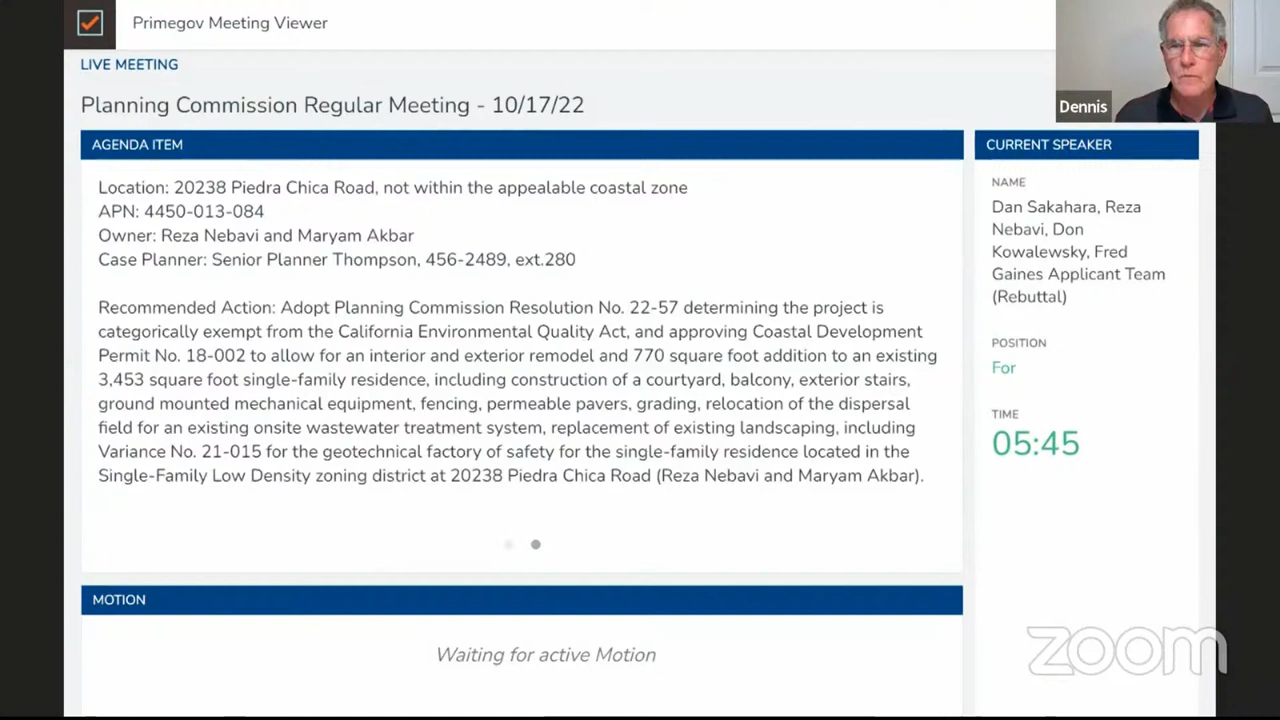 Primegov Meeting Viewer
LIVE MEETING
Planning Commission Regular Meeting - 10/17/22
Dennis
AGENDA ITEM
Location: 20238 Piedra Chica Road, not within the appealable coastal zone
APN: 4450-013-084
Owner: Reza Nebavi and Maryam Akbar
Case Planner: Senior Planner Thompson, 456-2489, ext.280
Recommended Action: Adopt Planning Commission Resolution No. 22-57 determining the project is
categorically exempt from the California Environmental Quality Act, and approving Coastal Development
Permit No. 18-002 to allow for an interior and exterior remodel and 770 square foot addition to an existing
3,453 square foot single-family residence, including construction of a courtyard, balcony, exterior stairs,
ground mounted mechanical equipment, fencing, permeable pavers, grading, relocation of the dispersal
field for an existing onsite wastewater treatment system, replacement of existing landscaping, including
Variance No. 21-015 for the geotechnical factory of safety for the single-family residence located in the
Single-Family Low Density zoning district at 20238 Piedra Chica Road (Reza Nebavi and Maryam Akbar).
CURRENT SPEAKER
NAME
Dan Sakahara, Reza
Nebavi, Don
Kowalewsky, Fred
Gaines Applicant Team
(Rebuttal)
POSITION
For
TIME
05:45
MOTION
Waiting for active Motion
zoom